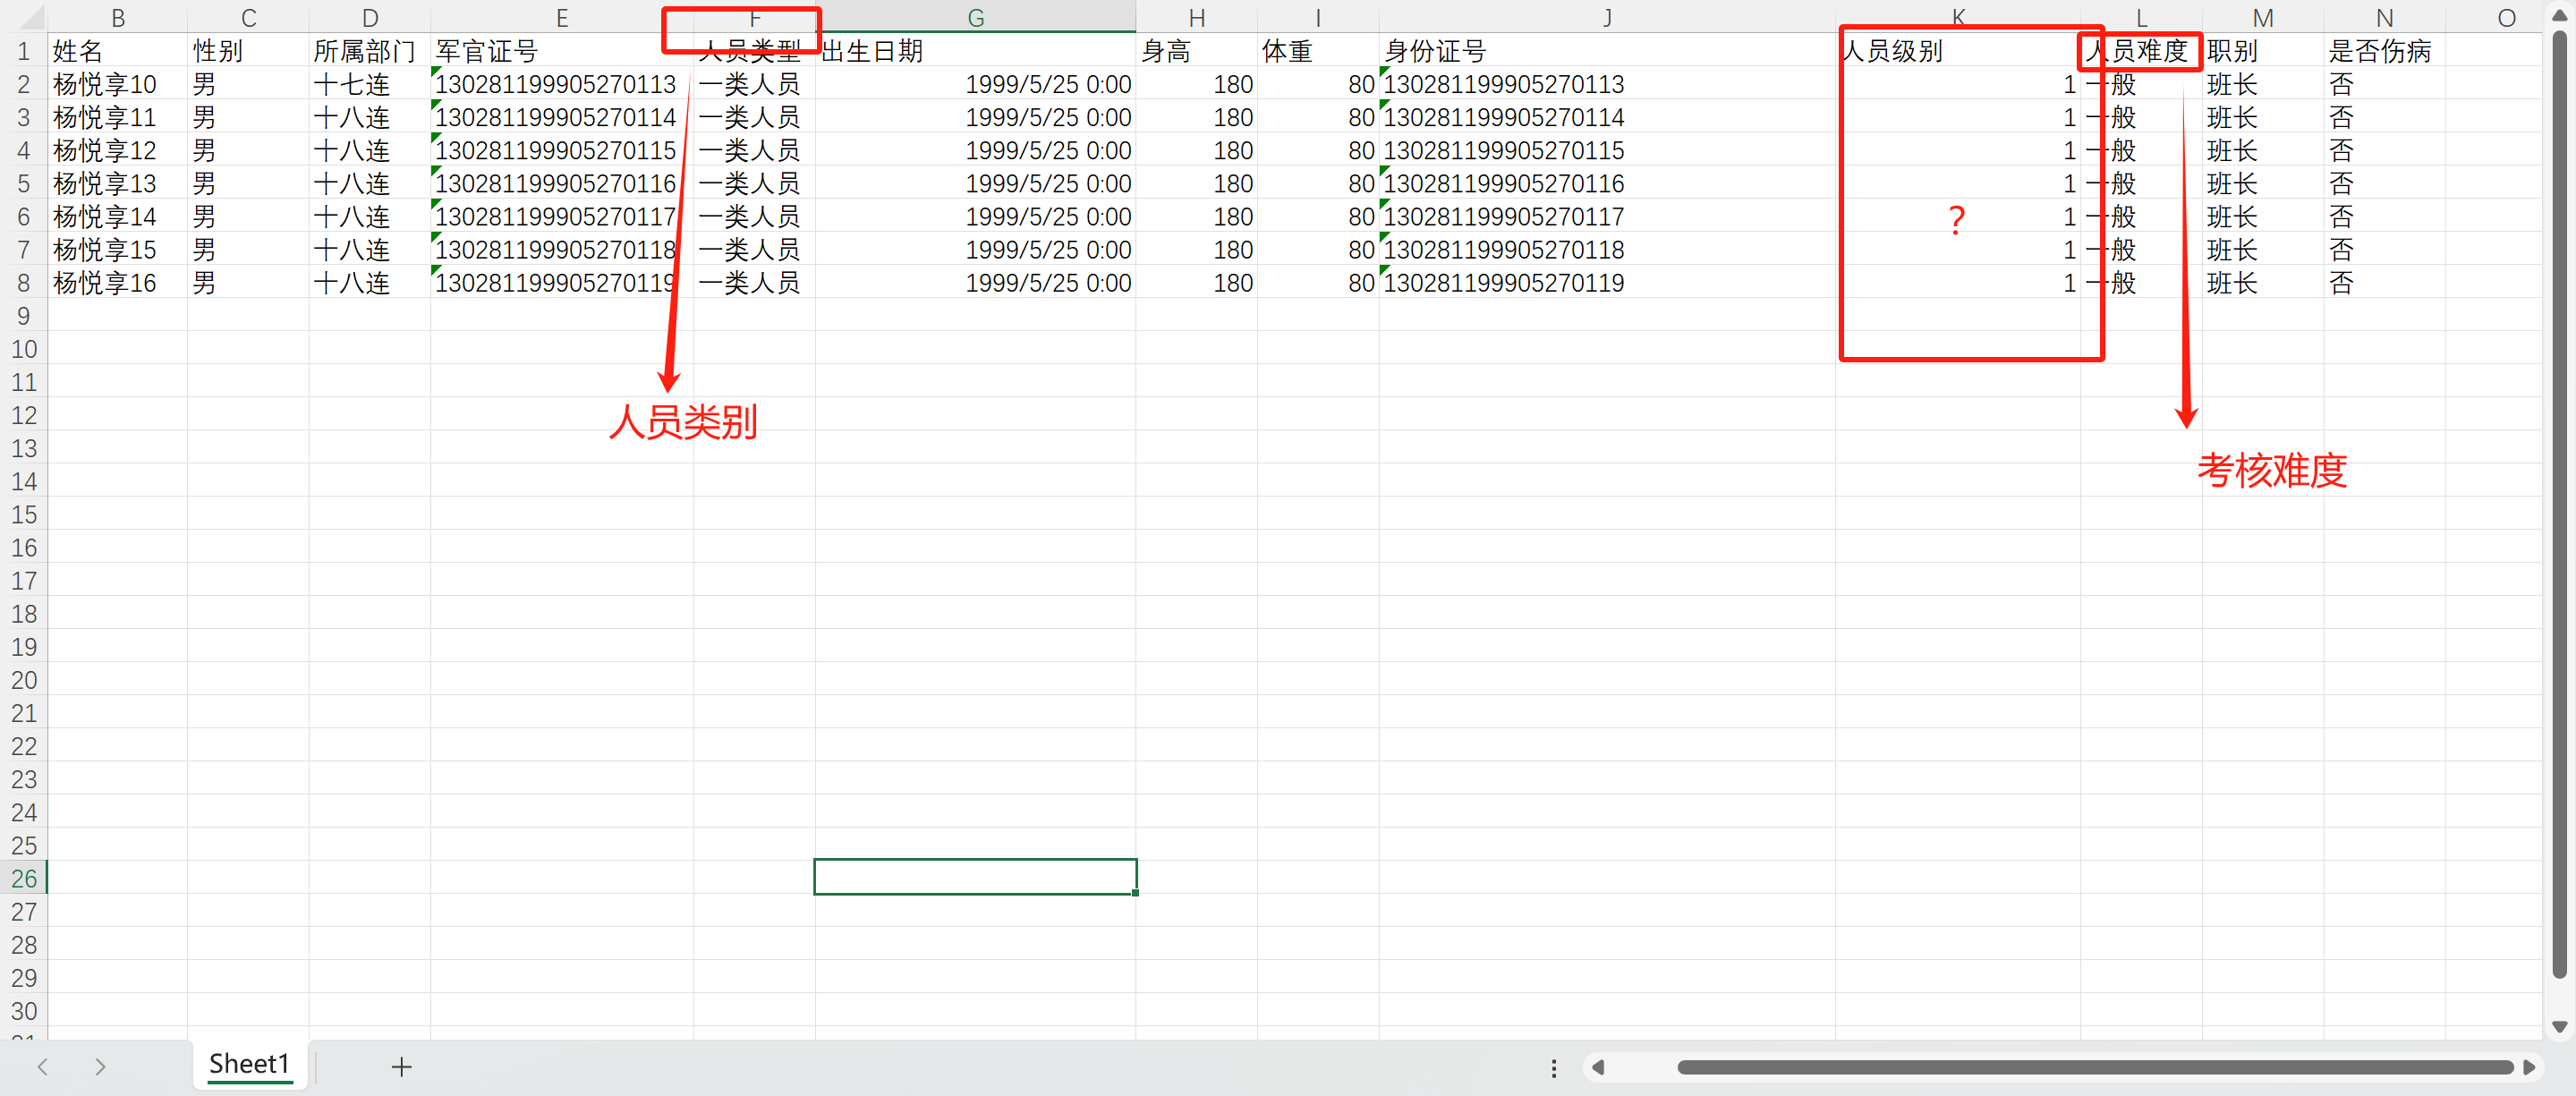 B C D E F G H I J K L M N O
1 姓名 性别 所属部门 军官证号 人员类型 出生日期 身高 体重 身份证号 人员级别 人员难度 职别 是否伤病
2 杨悦享10 男 十七连 130281199905270113 一类人员 1999/5/25 0:00 180 80 130281199905270113 1 一般 班长 否
3 杨悦享11 男 十八连 130281199905270114 一类人员 1999/5/25 0:00 180 80 130281199905270114 1 一般 班长 否
4 杨悦享12 男 十八连 130281199905270115 一类人员 1999/5/25 0:00 180 80 130281199905270115 1 一般 班长 否
5 杨悦享13 男 十八连 130281199905270116 一类人员 1999/5/25 0:00 180 80 130281199905270116 1 一般 班长 否
6 杨悦享14 男 十八连 130281199905270117 一类人员 1999/5/25 0:00 180 80 130281199905270117 ? 1 一般 班长 否
7 杨悦享15 男 十八连 130281199905270118 一类人员 1999/5/25 0:00 180 80 130281199905270118 1 一般 班长 否
8 杨悦享16 男 十八连 130281199905270119 一类人员 1999/5/25 0:00 180 80 130281199905270119 1 一般 班长 否
9
10
11
12
人员类别
13
14
考核难度
15
16
17
18
19
20
21
22
23
24
25
26
27
28
29
30
31
Sheet1